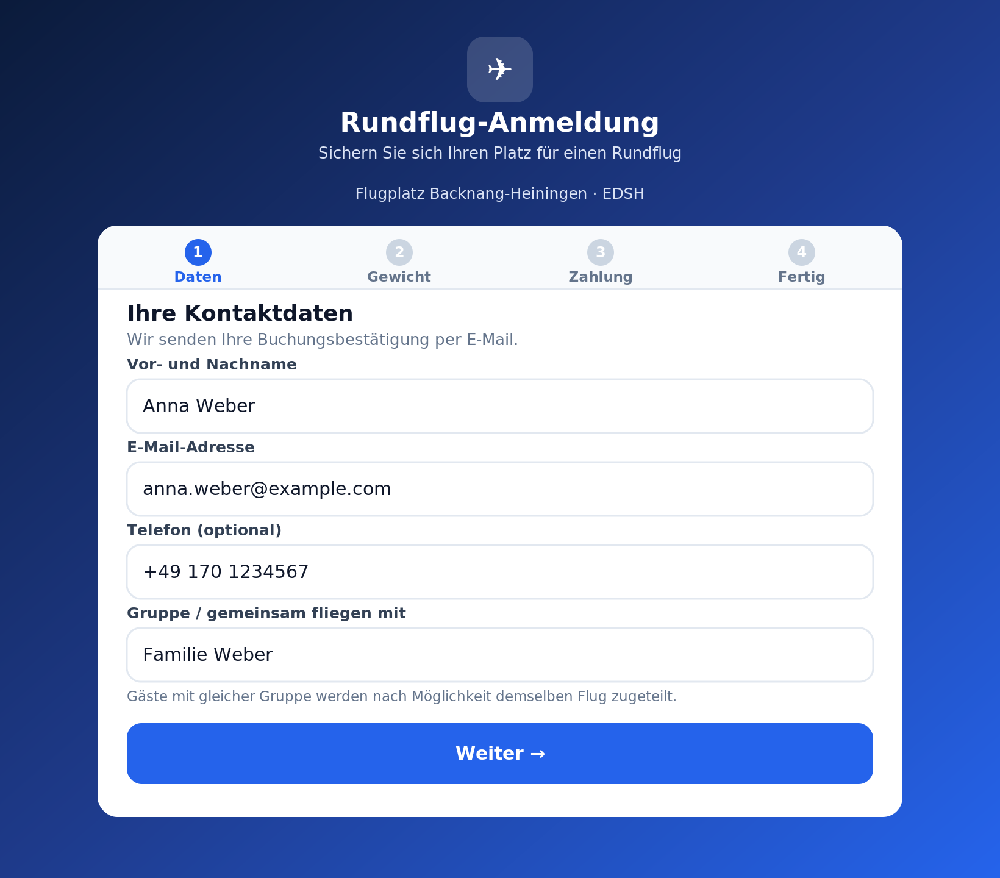 Rundflug-Anmeldung
Sichern Sie sich Ihren Platz für einen Rundflug
Flugplatz Backnang-Heiningen · EDSH
1 2 3 4
Daten Gewicht Zahlung Fertig
Ihre Kontaktdaten
Wir senden Ihre Buchungsbestätigung per E-Mail.
Vor- und Nachname
Anna Weber
E-Mail-Adresse
anna.weber@example.com
Telefon (optional)
+49 170 1234567
Gruppe / gemeinsam fliegen mit
Familie Weber
Gäste mit gleicher Gruppe werden nach Möglichkeit demselben Flug zugeteilt.
Weiter →